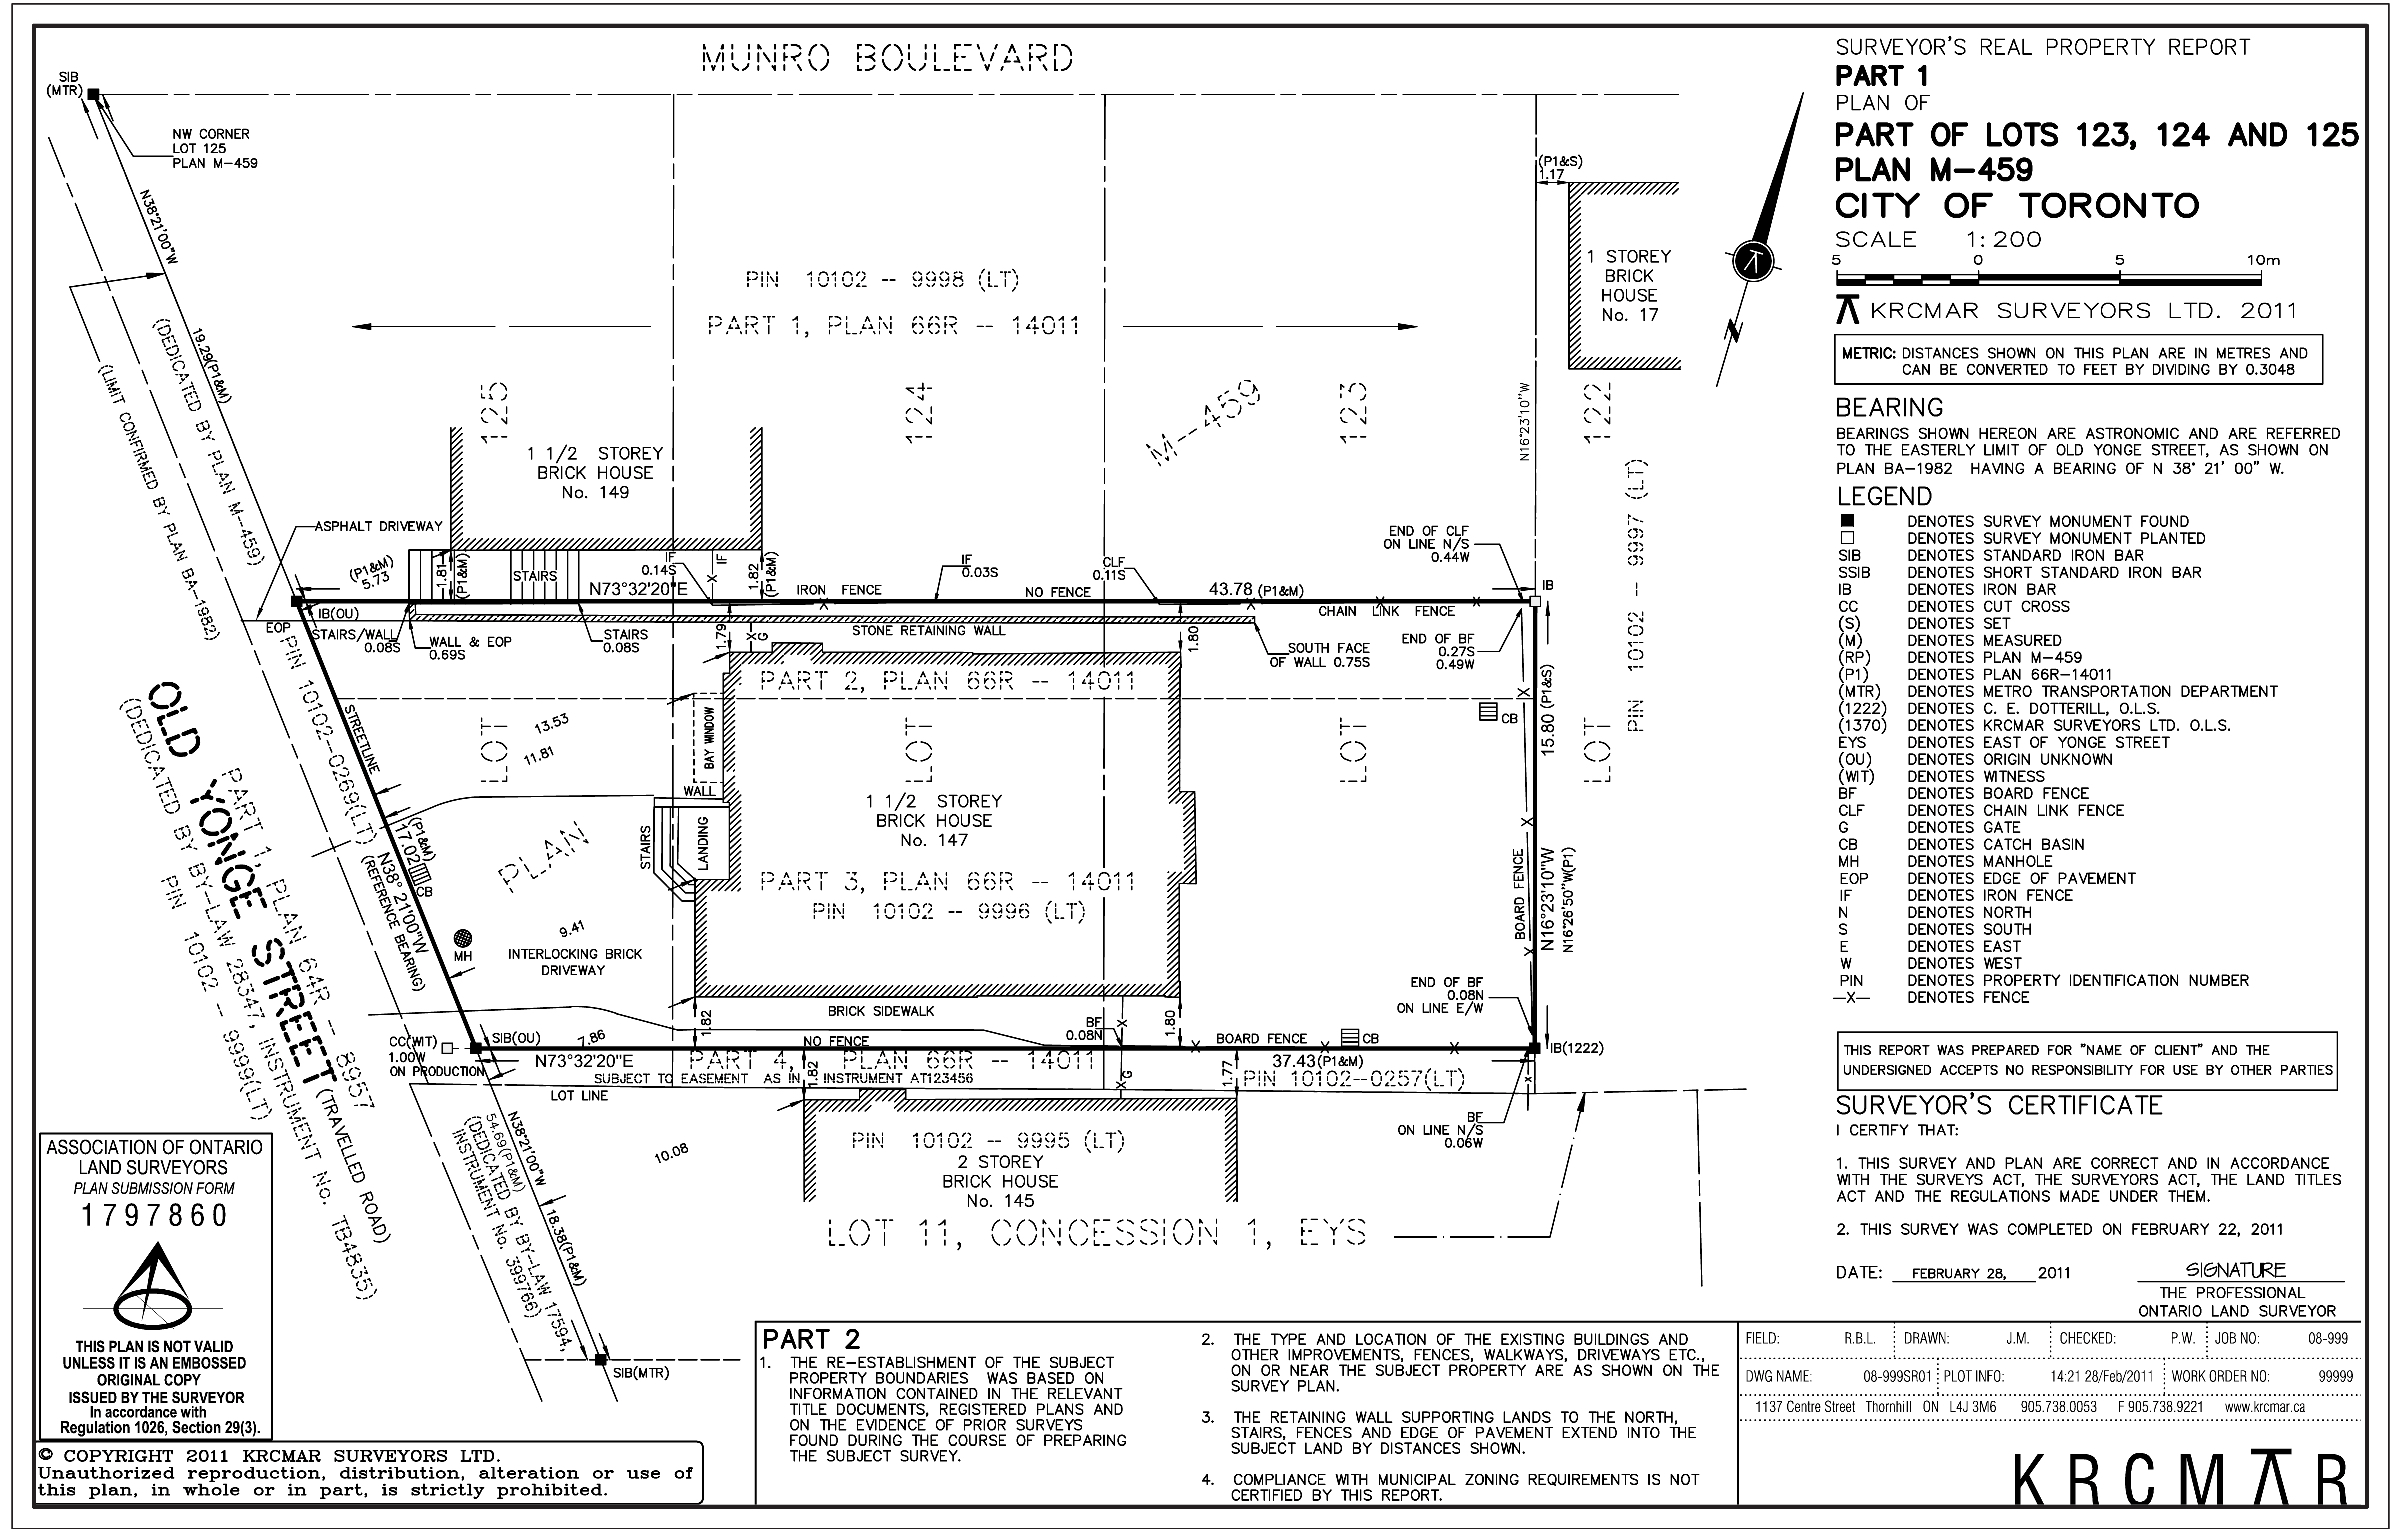 MUNRO BOULEVARD
SIB
(MTR)
NW CORNER
LOT 125
PLAN M-459
N38°21'00"W
19.29(P1&M)
(DEDICATED BY PLAN M-459)
(LIMIT CONFIRMED BY PLAN BA-1982)
(P1&S)
1.17
1 STOREY
BRICK
HOUSE
No. 17
N
PIN 10102 -- 9998 (LT)
PART 1, PLAN 66R -- 14011
125
124
M-459
123
122
N16°23'10"W
PIN 10102 -- 9997 (LT)
1 1/2 STOREY
BRICK HOUSE
No. 149
ASPHALT DRIVEWAY
(P1&M)
5.73
1.81
(P1&M)
STAIRS
IF
0.14S
X
IF
1.82
(P1&M)
N73°32'20"E
IRON FENCE
IF
0.03S
NO FENCE
CLF
0.11S
43.78 (P1&M)
CHAIN LINK FENCE
END OF CLF
ON LINE N/S
0.44W
IB
IB(OU)
EOP
STAIRS/WALL
0.08S
WALL & EOP
0.69S
STAIRS
0.08S
1.79
X
G
STONE RETAINING WALL
1.80
SOUTH FACE
OF WALL 0.75S
END OF BF
0.27S
0.49W
PART 2, PLAN 66R -- 14011
15.80 (P1&S)
CB
PIN 10102--0269(LT)
STREETLINE
LOT
13.53
11.81
BAY WINDOW
WALL
LOT
LOT
LOT
1 1/2 STOREY
BRICK HOUSE
No. 147
STAIRS
LANDING
PLAN
PART 3, PLAN 66R -- 14011
PIN 10102 -- 9996 (LT)
(P1&M)
17.02
N38° 21'00"W
(REFERENCE BEARING)
CB
MH
9.41
INTERLOCKING BRICK
DRIVEWAY
BOARD FENCE
N16°23'10"W
N16°26'50"W(P1)
END OF BF
0.08N
ON LINE E/W
OLD YONGE STREET (TRAVELLED ROAD)
(DEDICATED BY BY-LAW 28347, INSTRUMENT No. TB4835)
PART 1, PLAN 64R -- 8957
PIN 10102 -- 9999(LT)
BRICK SIDEWALK
1.82
1.80
CC(WIT)
1.00W
ON PRODUCTION
SIB(OU)
7.86
NO FENCE
BF
0.08N
BOARD FENCE
CB
IB(1222)
N73°32'20"E
PART 4, PLAN 66R -- 14011
37.43(P1&M)
SUBJECT TO EASEMENT AS IN INSTRUMENT AT123456
1.82
1.77
X
G
PIN 10102--0257(LT)
LOT LINE
N38°21'00"W
54.69(P1&M)
(DEDICATED BY BY-LAW 17594,
INSTRUMENT No. 399766)
18.38(P1&M)
10.08
PIN 10102 -- 9995 (LT)
2 STOREY
BRICK HOUSE
No. 145
BF
ON LINE N/S
0.06W
LOT 11, CONCESSION 1, EYS
SIB(MTR)
ASSOCIATION OF ONTARIO
LAND SURVEYORS
PLAN SUBMISSION FORM
1797860
THIS PLAN IS NOT VALID
UNLESS IT IS AN EMBOSSED
ORIGINAL COPY
ISSUED BY THE SURVEYOR
In accordance with
Regulation 1026, Section 29(3).
© COPYRIGHT 2011 KRCMAR SURVEYORS LTD.
Unauthorized reproduction, distribution, alteration or use of
this plan, in whole or in part, is strictly prohibited.
PART 2
1. THE RE-ESTABLISHMENT OF THE SUBJECT
PROPERTY BOUNDARIES WAS BASED ON
INFORMATION CONTAINED IN THE RELEVANT
TITLE DOCUMENTS, REGISTERED PLANS AND
ON THE EVIDENCE OF PRIOR SURVEYS
FOUND DURING THE COURSE OF PREPARING
THE SUBJECT SURVEY.
2. THE TYPE AND LOCATION OF THE EXISTING BUILDINGS AND
OTHER IMPROVEMENTS, FENCES, WALKWAYS, DRIVEWAYS ETC.,
ON OR NEAR THE SUBJECT PROPERTY ARE AS SHOWN ON THE
SURVEY PLAN.
3. THE RETAINING WALL SUPPORTING LANDS TO THE NORTH,
STAIRS, FENCES AND EDGE OF PAVEMENT EXTEND INTO THE
SUBJECT LAND BY DISTANCES SHOWN.
4. COMPLIANCE WITH MUNICIPAL ZONING REQUIREMENTS IS NOT
CERTIFIED BY THIS REPORT.
SURVEYOR'S REAL PROPERTY REPORT
PART 1
PLAN OF
PART OF LOTS 123, 124 AND 125
PLAN M-459
CITY OF TORONTO
SCALE 1:200
5 0 5 10m
KRCMAR SURVEYORS LTD. 2011
METRIC: DISTANCES SHOWN ON THIS PLAN ARE IN METRES AND
CAN BE CONVERTED TO FEET BY DIVIDING BY 0.3048
BEARING
BEARINGS SHOWN HEREON ARE ASTRONOMIC AND ARE REFERRED
TO THE EASTERLY LIMIT OF OLD YONGE STREET, AS SHOWN ON
PLAN BA-1982 HAVING A BEARING OF N 38° 21' 00" W.
LEGEND
DENOTES SURVEY MONUMENT FOUND
DENOTES SURVEY MONUMENT PLANTED
SIB DENOTES STANDARD IRON BAR
SSIB DENOTES SHORT STANDARD IRON BAR
IB DENOTES IRON BAR
CC DENOTES CUT CROSS
(S) DENOTES SET
(M) DENOTES MEASURED
(RP) DENOTES PLAN M-459
(P1) DENOTES PLAN 66R-14011
(MTR) DENOTES METRO TRANSPORTATION DEPARTMENT
(1222) DENOTES C. E. DOTTERILL, O.L.S.
(1370) DENOTES KRCMAR SURVEYORS LTD. O.L.S.
EYS DENOTES EAST OF YONGE STREET
(OU) DENOTES ORIGIN UNKNOWN
(WIT) DENOTES WITNESS
BF DENOTES BOARD FENCE
CLF DENOTES CHAIN LINK FENCE
G DENOTES GATE
CB DENOTES CATCH BASIN
MH DENOTES MANHOLE
EOP DENOTES EDGE OF PAVEMENT
IF DENOTES IRON FENCE
N DENOTES NORTH
S DENOTES SOUTH
E DENOTES EAST
W DENOTES WEST
PIN DENOTES PROPERTY IDENTIFICATION NUMBER
—X— DENOTES FENCE
THIS REPORT WAS PREPARED FOR "NAME OF CLIENT" AND THE
UNDERSIGNED ACCEPTS NO RESPONSIBILITY FOR USE BY OTHER PARTIES
SURVEYOR'S CERTIFICATE
I CERTIFY THAT:
1. THIS SURVEY AND PLAN ARE CORRECT AND IN ACCORDANCE
WITH THE SURVEYS ACT, THE SURVEYORS ACT, THE LAND TITLES
ACT AND THE REGULATIONS MADE UNDER THEM.
2. THIS SURVEY WAS COMPLETED ON FEBRUARY 22, 2011
DATE: FEBRUARY 28, 2011
SIGNATURE
THE PROFESSIONAL
ONTARIO LAND SURVEYOR
FIELD: R.B.L. DRAWN: J.M. CHECKED: P.W. JOB NO: 08-999
DWG NAME: 08-999SR01 PLOT INFO: 14:21 28/Feb/2011 WORK ORDER NO: 99999
1137 Centre Street Thornhill ON L4J 3M6 905.738.0053 F 905.738.9221 www.krcmar.ca
KRCMAR